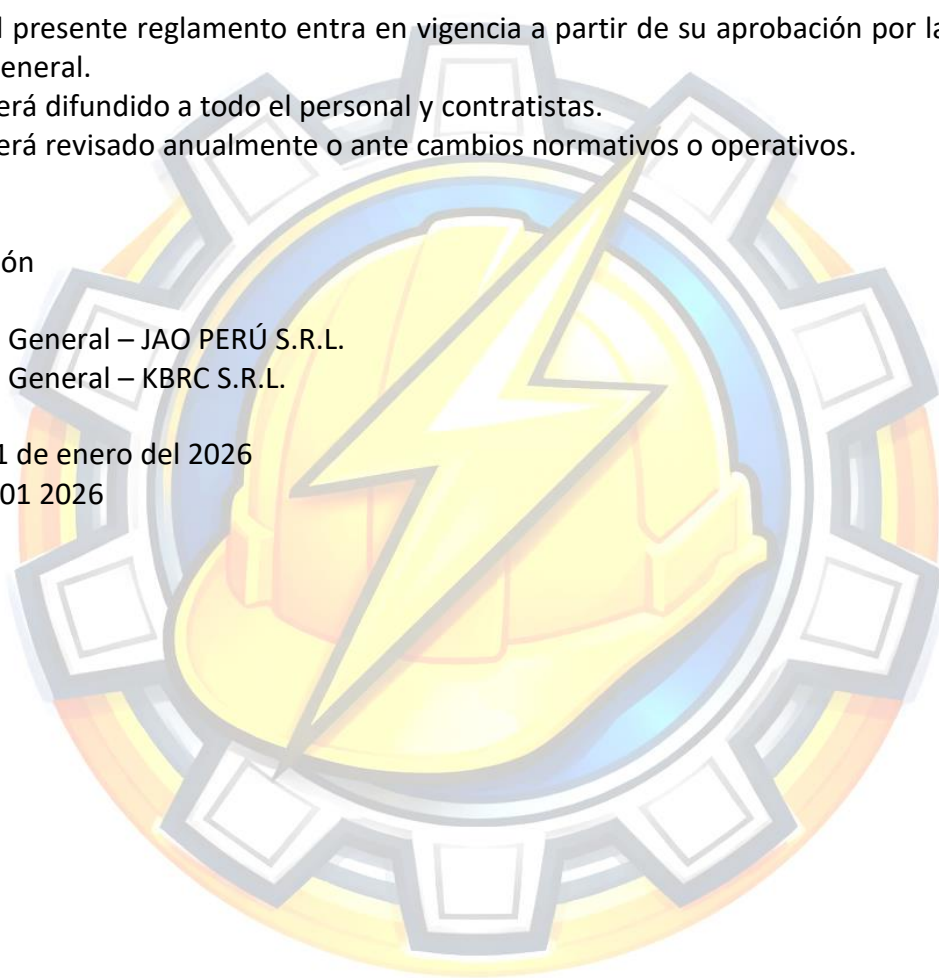 l presente reglamento entra en vigencia a partir de su aprobación por la
eneral.
erá difundido a todo el personal y contratistas.
erá revisado anualmente o ante cambios normativos o operativos.
ón
General – JAO PERÚ S.R.L.
General – KBRC S.R.L.
1 de enero del 2026
01 2026